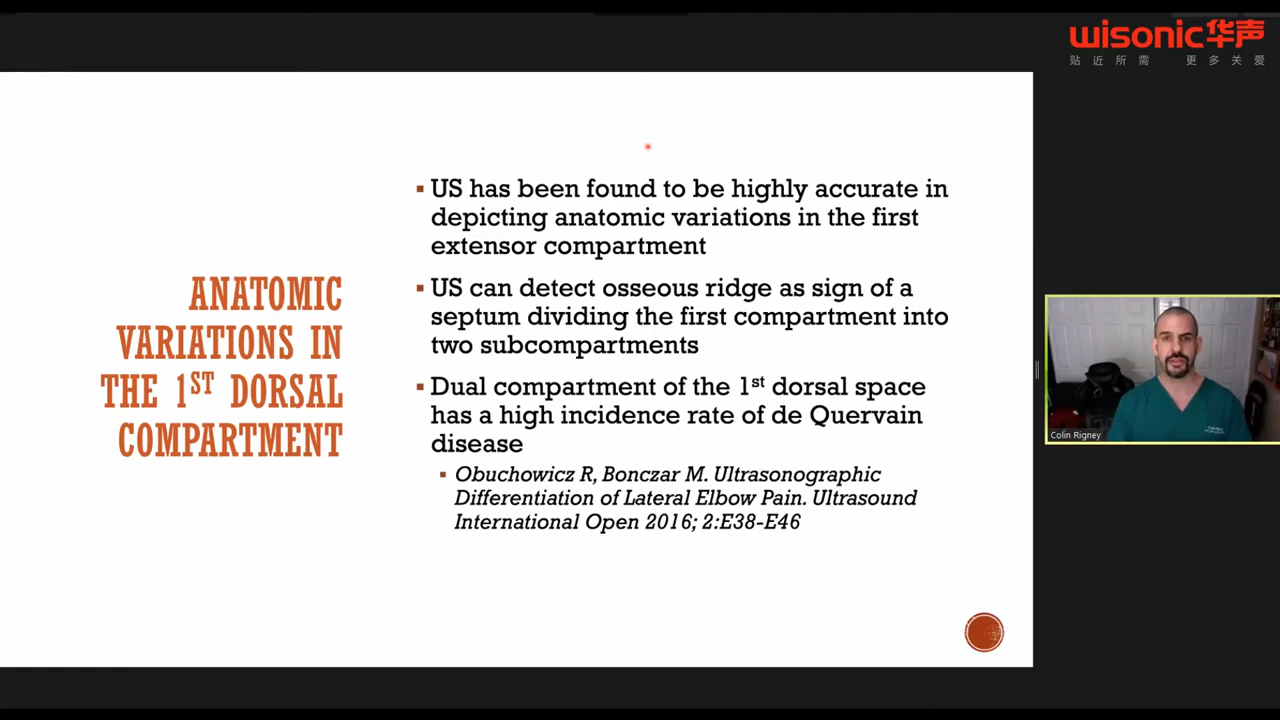 wisonic华声
贴近所需 更多关爱
ANATOMIC
VARIATIONS IN
THE 1ST DORSAL
COMPARTMENT
▪ US has been found to be highly accurate in
depicting anatomic variations in the first
extensor compartment
▪ US can detect osseous ridge as sign of a
septum dividing the first compartment into
two subcompartments
▪ Dual compartment of the 1st dorsal space
has a high incidence rate of de Quervain
disease
▪ Obuchowicz R, Bonczar M. Ultrasonographic
Differentiation of Lateral Elbow Pain. Ultrasound
International Open 2016; 2:E38-E46
Colin Rigney